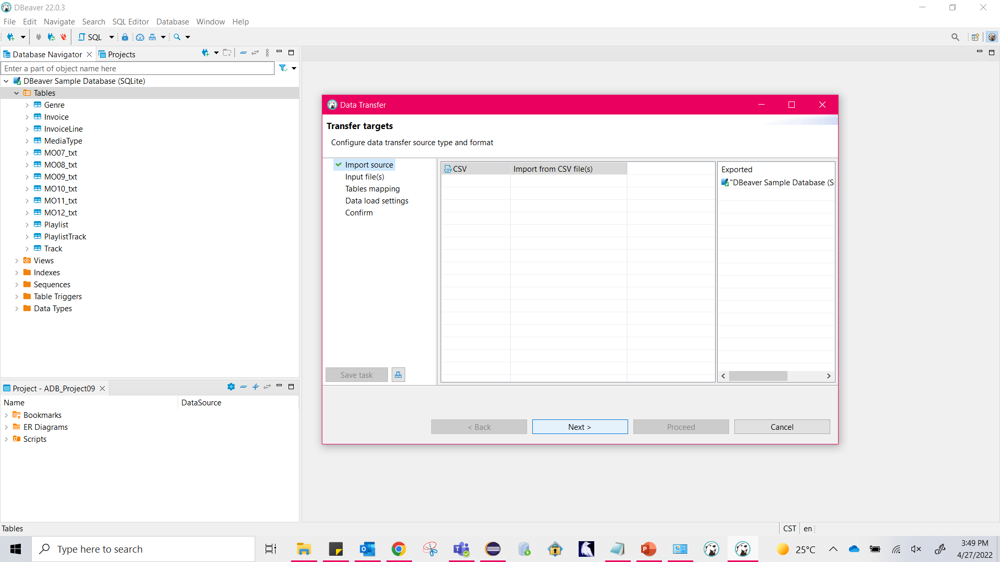 DBeaver 22.0.3
File Edit Navigate Search SQL Editor Database Window Help
SQL
Database Navigator Projects
Enter a part of object name here
DBeaver Sample Database (SQLite)
Tables
Genre
Invoice
InvoiceLine
MediaType
MO07_txt
MO08_txt
MO09_txt
MO10_txt
MO11_txt
MO12_txt
Playlist
PlaylistTrack
Track
Views
Indexes
Sequences
Table Triggers
Data Types
Data Transfer
Transfer targets
Configure data transfer source type and format
Import source
Input file(s)
Tables mapping
Data load settings
Confirm
CSV Import from CSV file(s)
Exported
"DBeaver Sample Database (S
Save task
< Back Next > Proceed Cancel
Project - ADB_Project09
Name DataSource
Bookmarks
ER Diagrams
Scripts
Tables
CST en
Type here to search
25°C
3:49 PM
4/27/2022